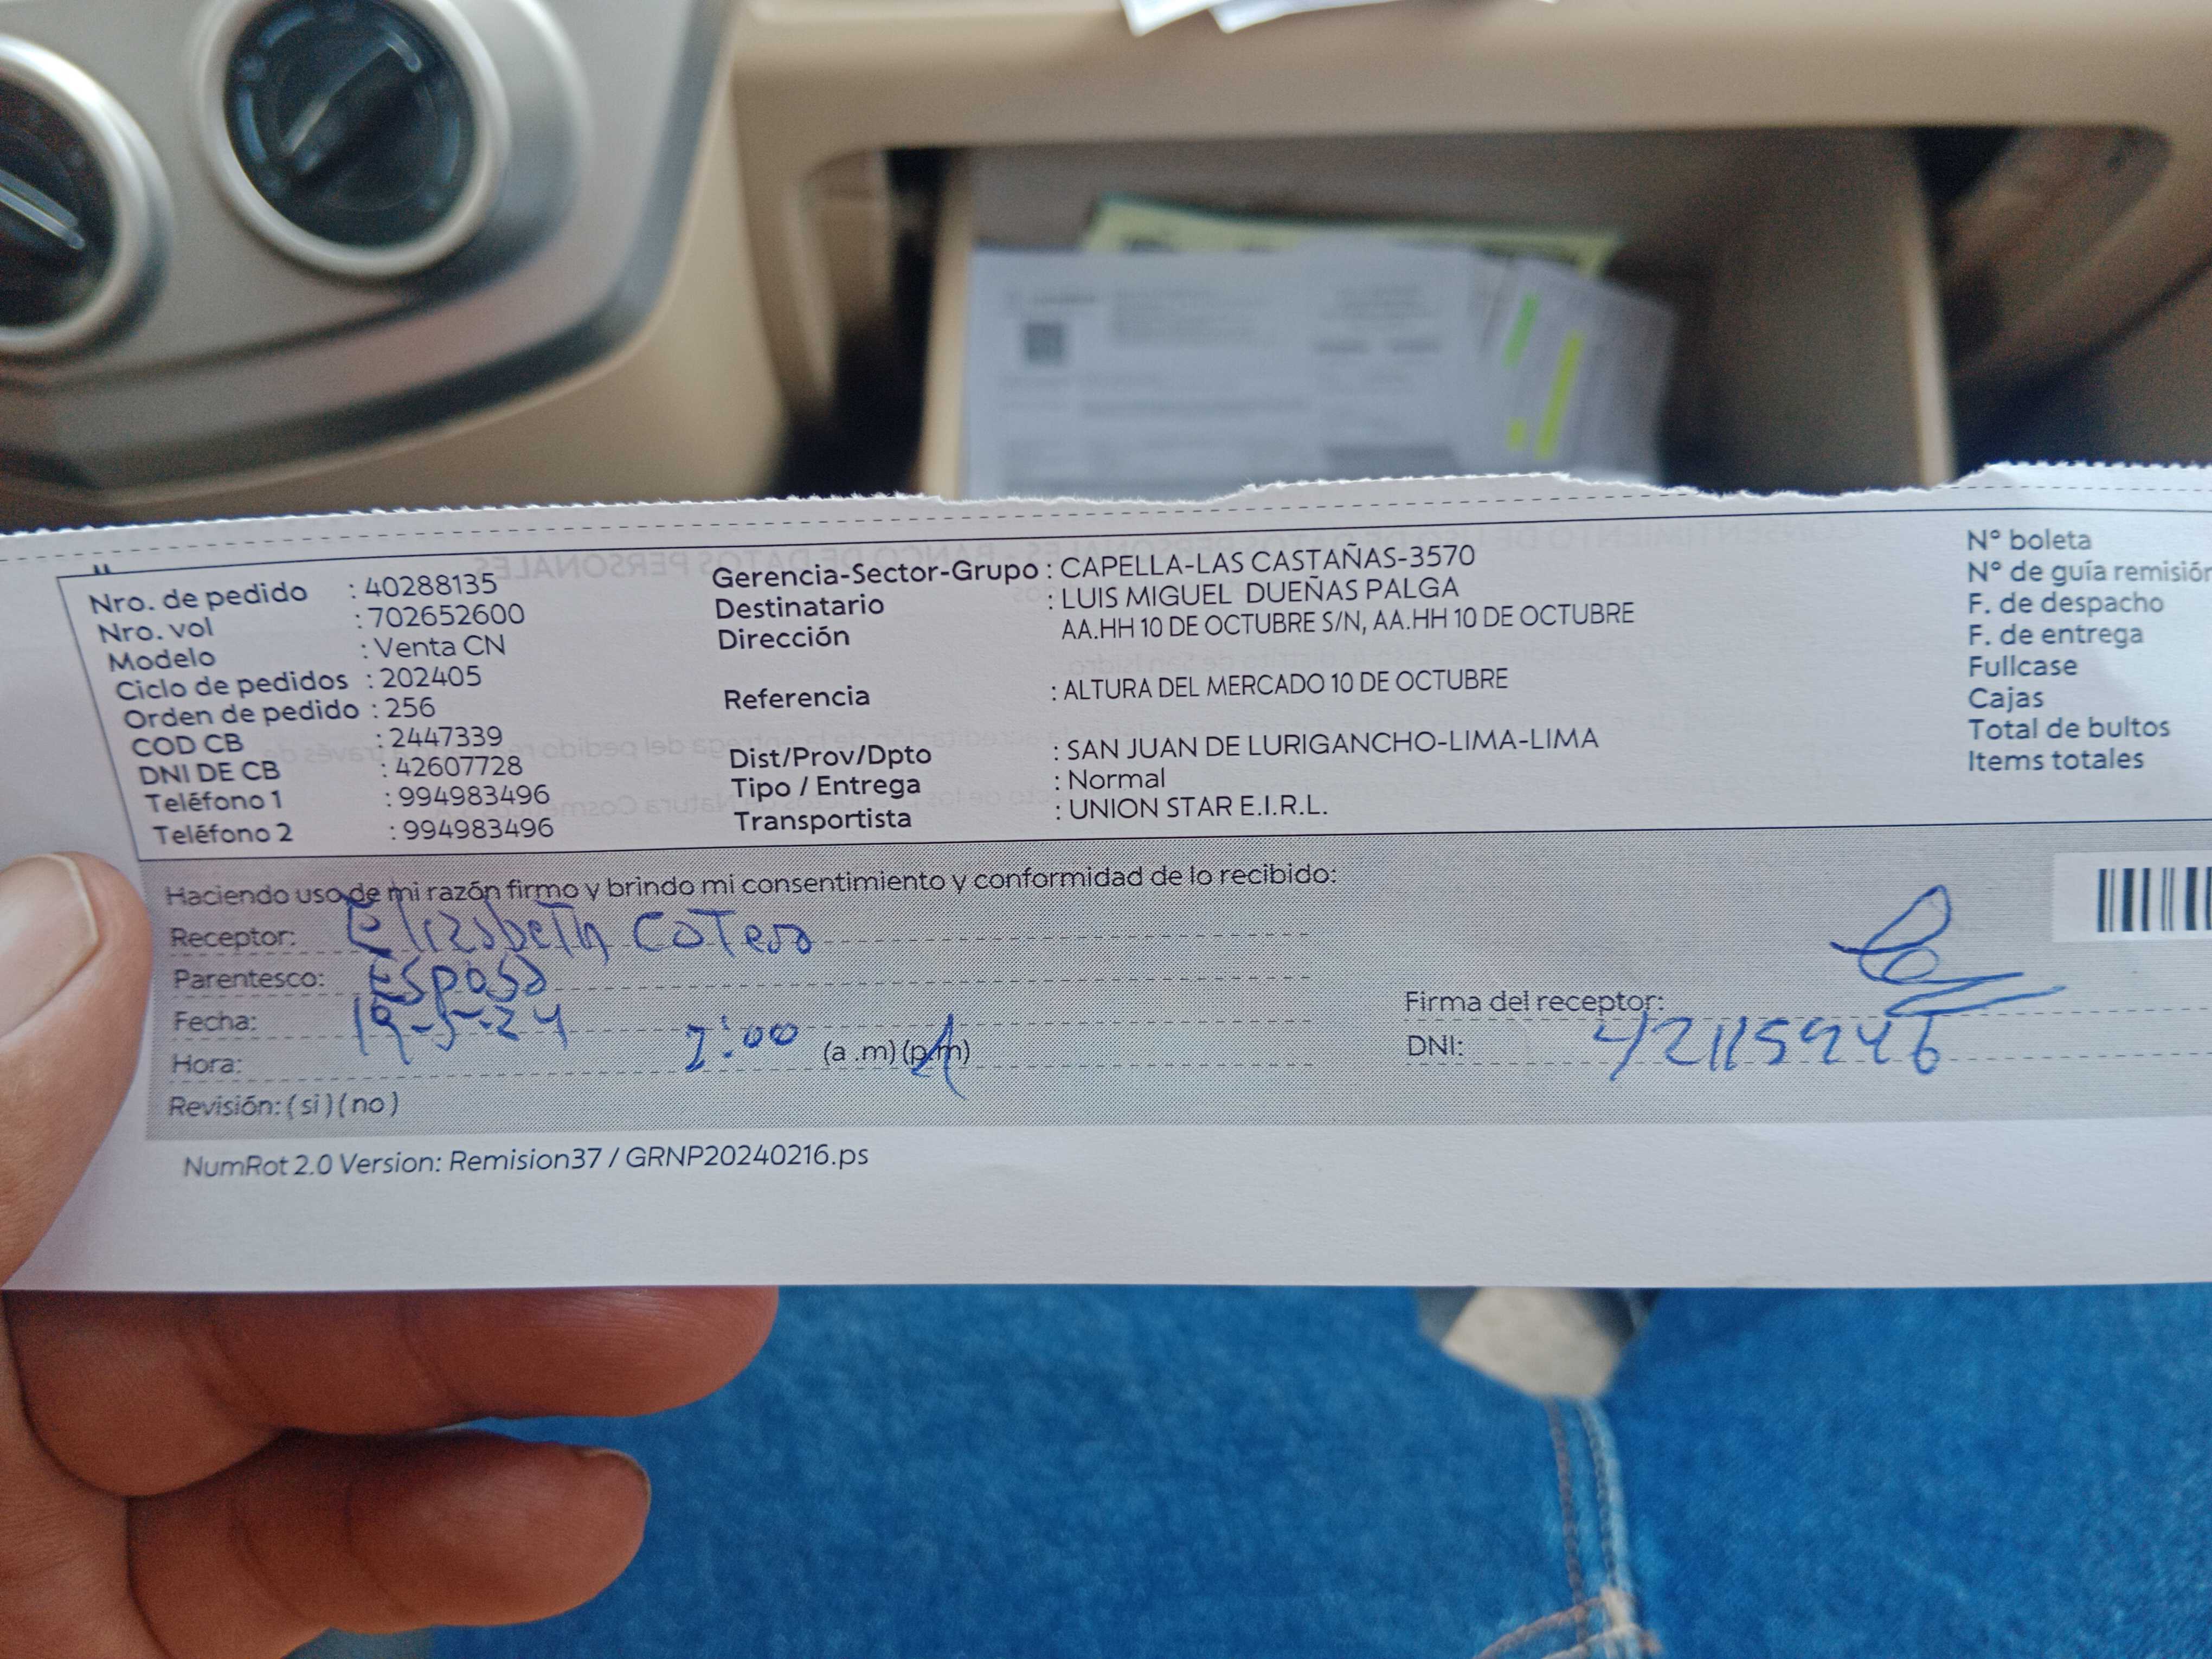 Nro. de pedido : 40288135
Nro. vol : 702652600
Modelo : Venta CN
Ciclo de pedidos : 202405
Orden de pedido : 256
COD CB : 2447339
DNI DE CB : 42607728
Teléfono 1 : 994983496
Teléfono 2 : 994983496
Gerencia-Sector-Grupo : CAPELLA-LAS CASTAÑAS-3570
Destinatario : LUIS MIGUEL DUEÑAS PALGA
Dirección AA.HH 10 DE OCTUBRE S/N, AA.HH 10 DE OCTUBRE
Referencia : ALTURA DEL MERCADO 10 DE OCTUBRE
Dist/Prov/Dpto : SAN JUAN DE LURIGANCHO-LIMA-LIMA
Tipo / Entrega : Normal
Transportista : UNION STAR E.I.R.L.
N° boleta
N° de guía remisión
F. de despacho
F. de entrega
Fullcase
Cajas
Total de bultos
Items totales
Haciendo uso de mi razón firmo y brindo mi consentimiento y conformidad de lo recibido:
Receptor: Elizabeth Cotera
Parentesco: Esposa
Fecha: 19-5-24
Hora: 2:00 (a .m) (p.m)
Revisión: ( si ) ( no )
Firma del receptor:
DNI: 42115946
NumRot 2.0 Version: Remision37 / GRNP20240216.ps